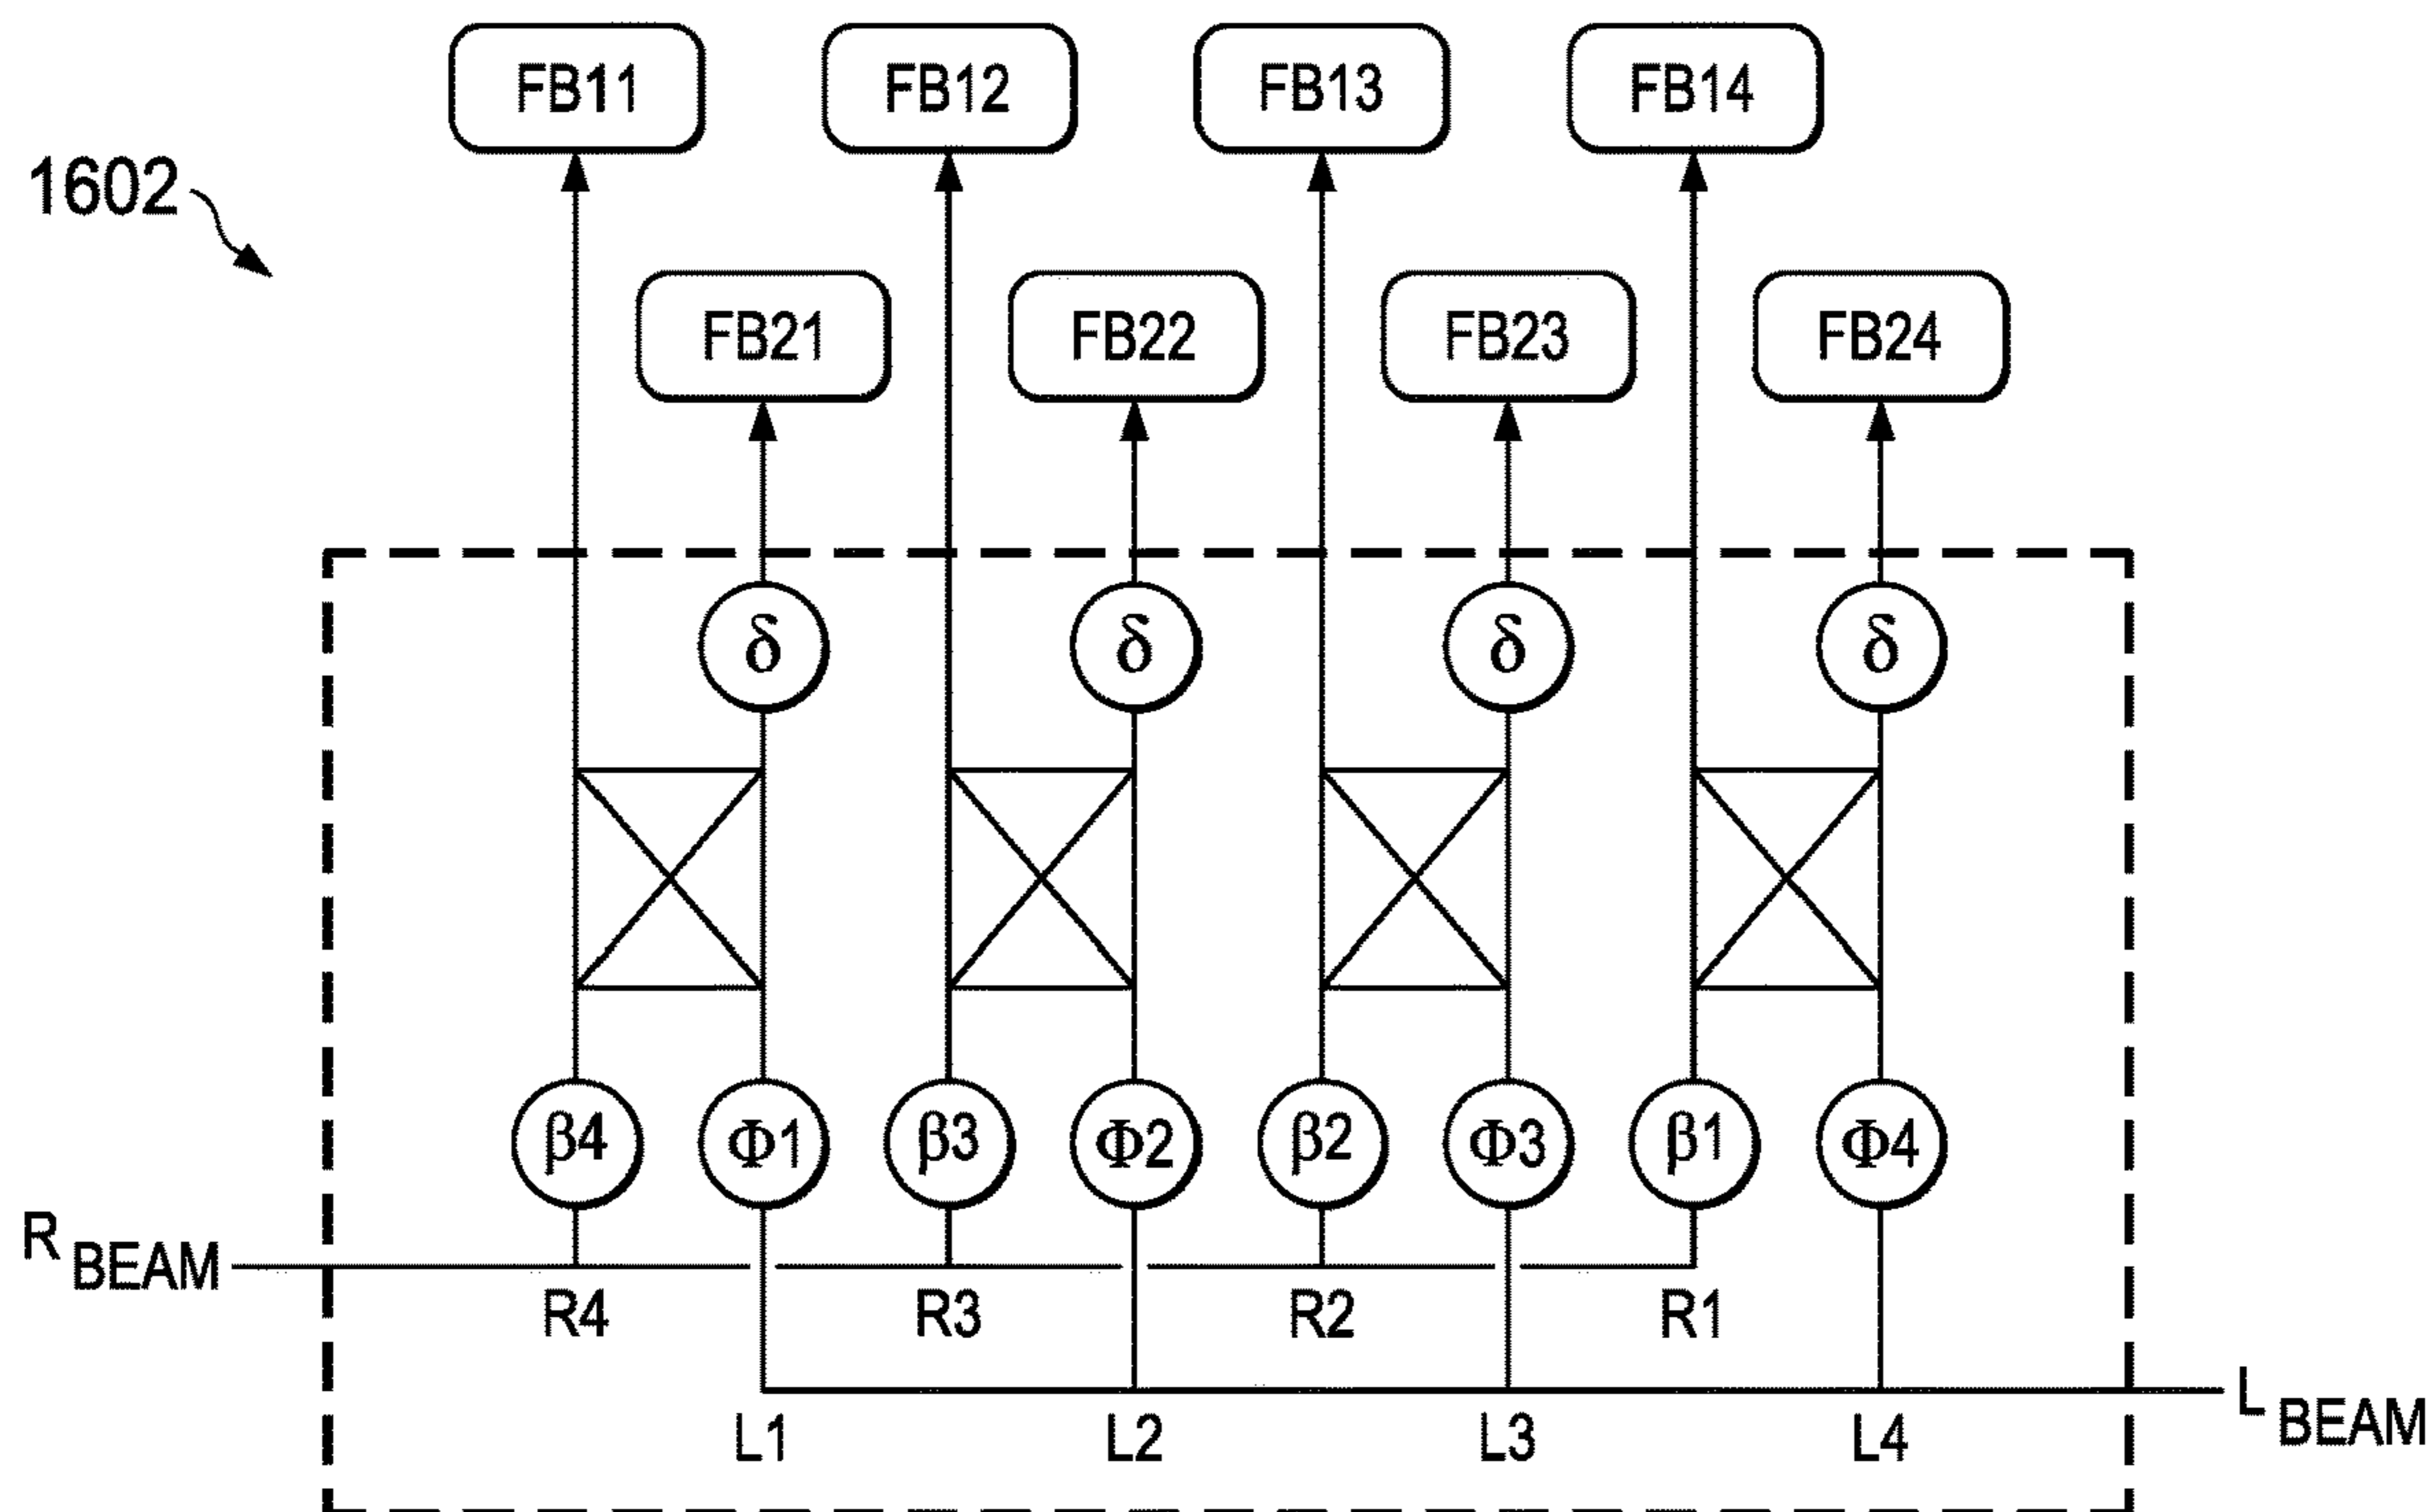 FB11 FB12 FB13 FB14
1602
FB21 FB22 FB23 FB24
δ δ δ δ
β4 Φ1 β3 Φ2 β2 Φ3 β1 Φ4
R BEAM
R4 R3 R2 R1
L BEAM
L1 L2 L3 L4